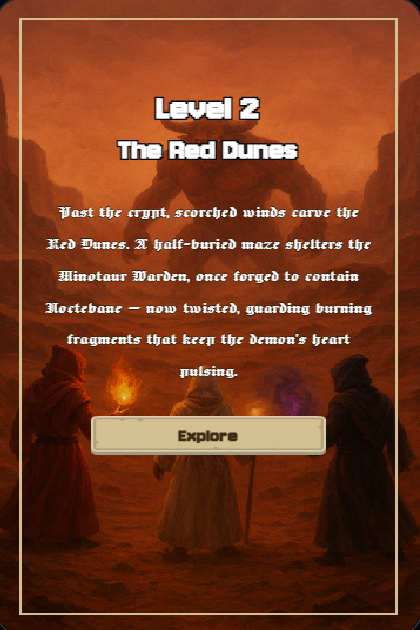 Level 2
The Red Dunes
Past the crypt, scorched winds carve the
Red Dunes. A half-buried maze shelters the
Minotaur Warden, once forged to contain
Noctebane — now twisted, guarding burning
fragments that keep the demon's heart
pulsing.
Explore